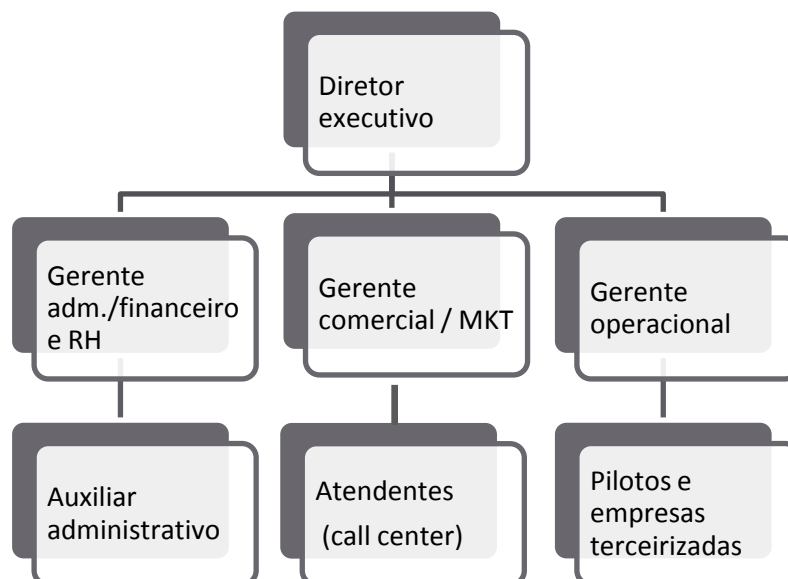 Diretor
executivo
Gerente
adm./financeiro
e RH
Gerente
comercial / MKT
Gerente
operacional
Auxiliar
administrativo
Atendentes
(call center)
Pilotos e
empresas
terceirizadas